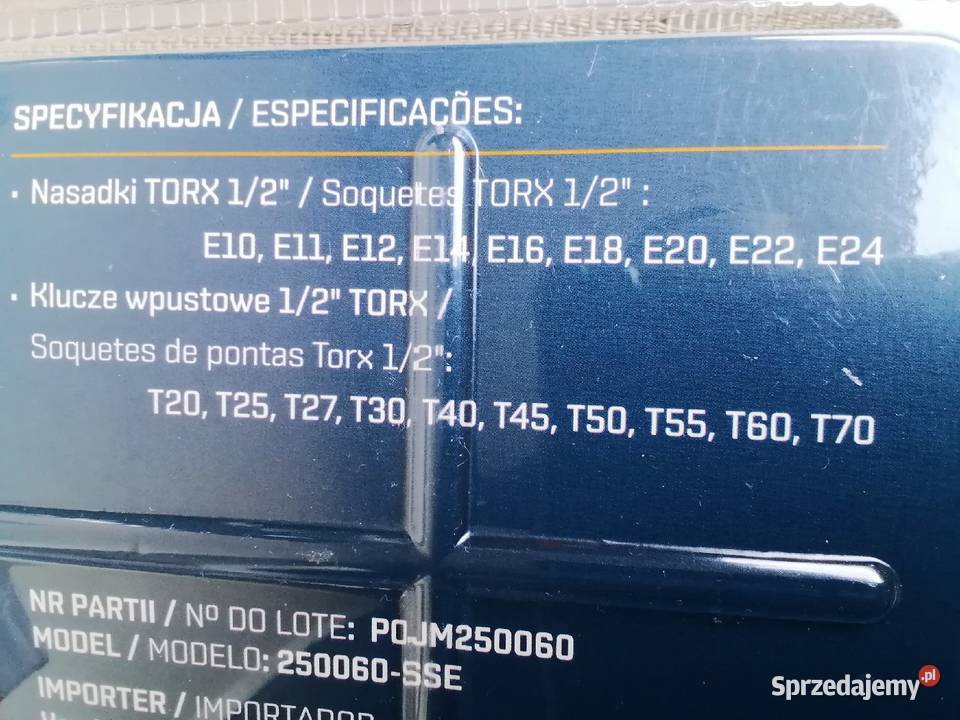 SPECYFIKACJA / ESPECIFICAÇÕES:
· Nasadki TORX 1/2" / Soquetes TORX 1/2" :
E10, E11, E12, E14, E16, E18, E20, E22, E24
· Klucze wpustowe 1/2" TORX /
Soquetes de pontas Torx 1/2":
T20, T25, T27, T30, T40, T45, T50, T55, T60, T70
NR PARTII / Nº DO LOTE: POJM250060
MODEL / MODELO: 250060-SSE
IMPORTER / IMPORTADOR
Sprzedajemy.pl